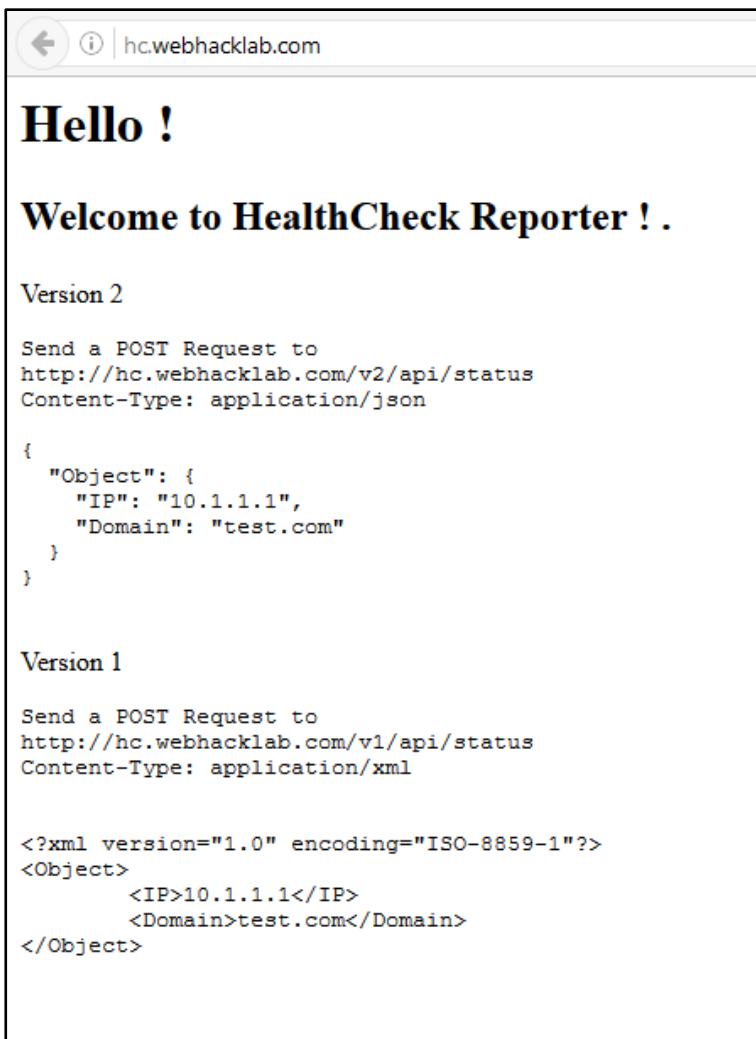 hc.webhacklab.com
Hello !
Welcome to HealthCheck Reporter ! .
Version 2
Send a POST Request to
http://hc.webhacklab.com/v2/api/status
Content-Type: application/json
{
  "Object": {
    "IP": "10.1.1.1",
    "Domain": "test.com"
  }
}
Version 1
Send a POST Request to
http://hc.webhacklab.com/v1/api/status
Content-Type: application/xml
<?xml version="1.0" encoding="ISO-8859-1"?>
<Object>
        <IP>10.1.1.1</IP>
        <Domain>test.com</Domain>
</Object>